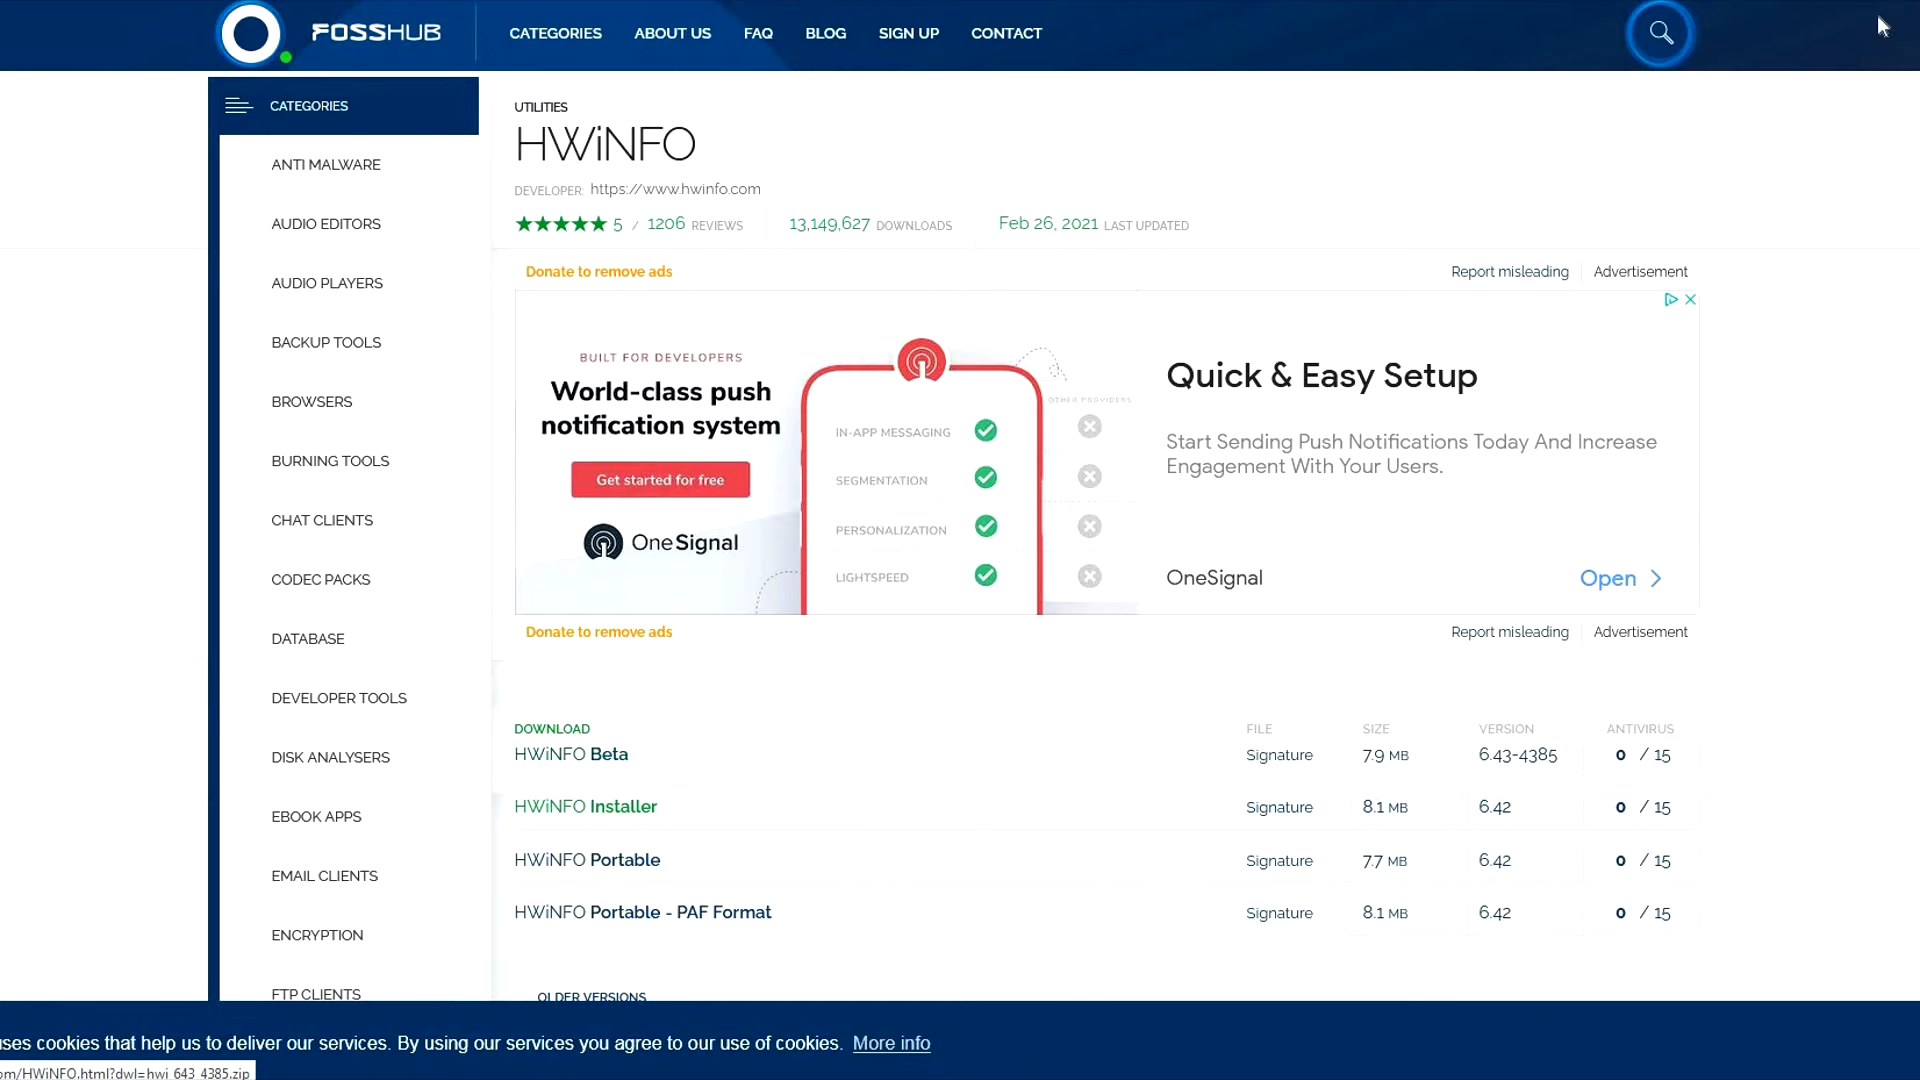 FOSSHUB
CATEGORIES ABOUT US FAQ BLOG SIGN UP CONTACT
CATEGORIES
ANTI MALWARE
AUDIO EDITORS
AUDIO PLAYERS
BACKUP TOOLS
BROWSERS
BURNING TOOLS
CHAT CLIENTS
CODEC PACKS
DATABASE
DEVELOPER TOOLS
DISK ANALYSERS
EBOOK APPS
EMAIL CLIENTS
ENCRYPTION
FTP CLIENTS
UTILITIES
HWiNFO
DEVELOPER: https://www.hwinfo.com
5 / 1206 REVIEWS 13,149,627 DOWNLOADS Feb 26, 2021 LAST UPDATED
Donate to remove ads Report misleading Advertisement
BUILT FOR DEVELOPERS
World-class push
notification system
Get started for free
OneSignal
OTHER PROVIDERS
IN-APP MESSAGING
SEGMENTATION
PERSONALIZATION
LIGHTSPEED
Quick & Easy Setup
Start Sending Push Notifications Today And Increase
Engagement With Your Users.
OneSignal Open
Donate to remove ads Report misleading Advertisement
DOWNLOAD FILE SIZE VERSION ANTIVIRUS
HWiNFO Beta Signature 7.9 MB 6.43-4385 0 / 15
HWiNFO Installer Signature 8.1 MB 6.42 0 / 15
HWiNFO Portable Signature 7.7 MB 6.42 0 / 15
HWiNFO Portable - PAF Format Signature 8.1 MB 6.42 0 / 15
OLDER VERSIONS
uses cookies that help us to deliver our services. By using our services you agree to our use of cookies. More info
om/HWiNFO.html?dwl=hwi_643_4385.zip